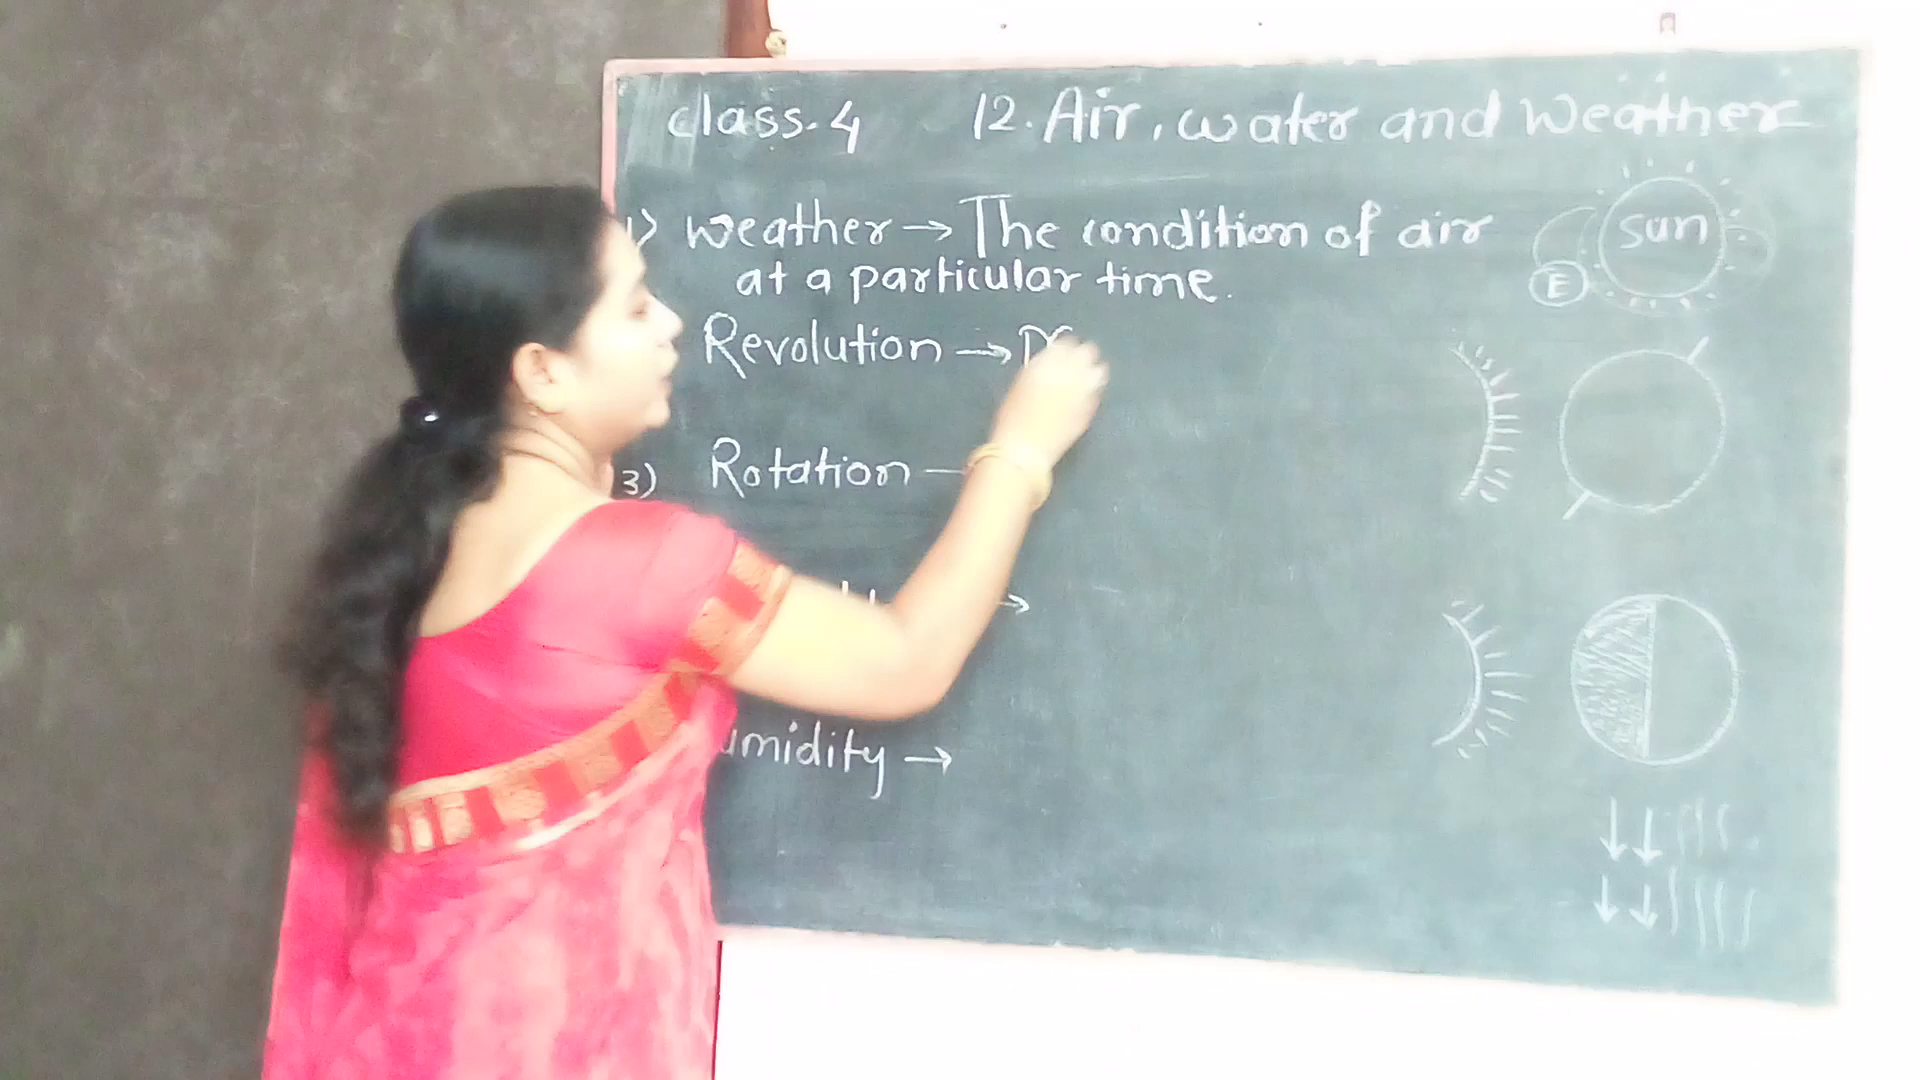 class. 4 12. Air, water and weather
1) weather → The condition of air
at a particular time.
Revolution →
3) Rotation —
→
umidity →
sun
E